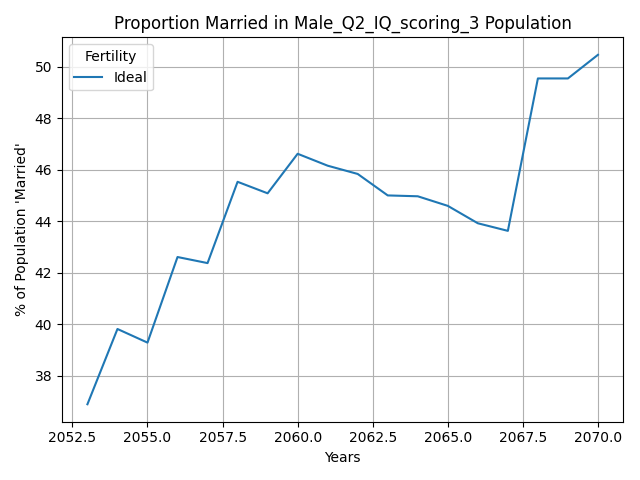 Proportion Married in Male_Q2_IQ_scoring_3 Population
Fertility
Ideal
% of Population 'Married'
50
48
46
44
42
40
38
2052.5 2055.0 2057.5 2060.0 2062.5 2065.0 2067.5 2070.0
Years